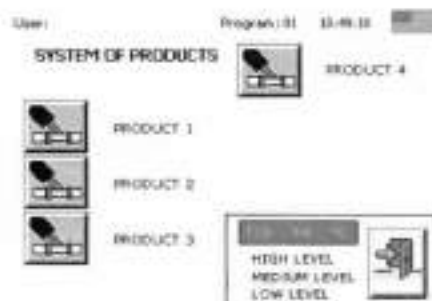 User:
Program: 01
SYSTEM OF PRODUCTS
PRODUCT 4
PRODUCT 1
PRODUCT 2
PRODUCT 3
HIGH LEVEL
MEDIUM LEVEL
LOW LEVEL